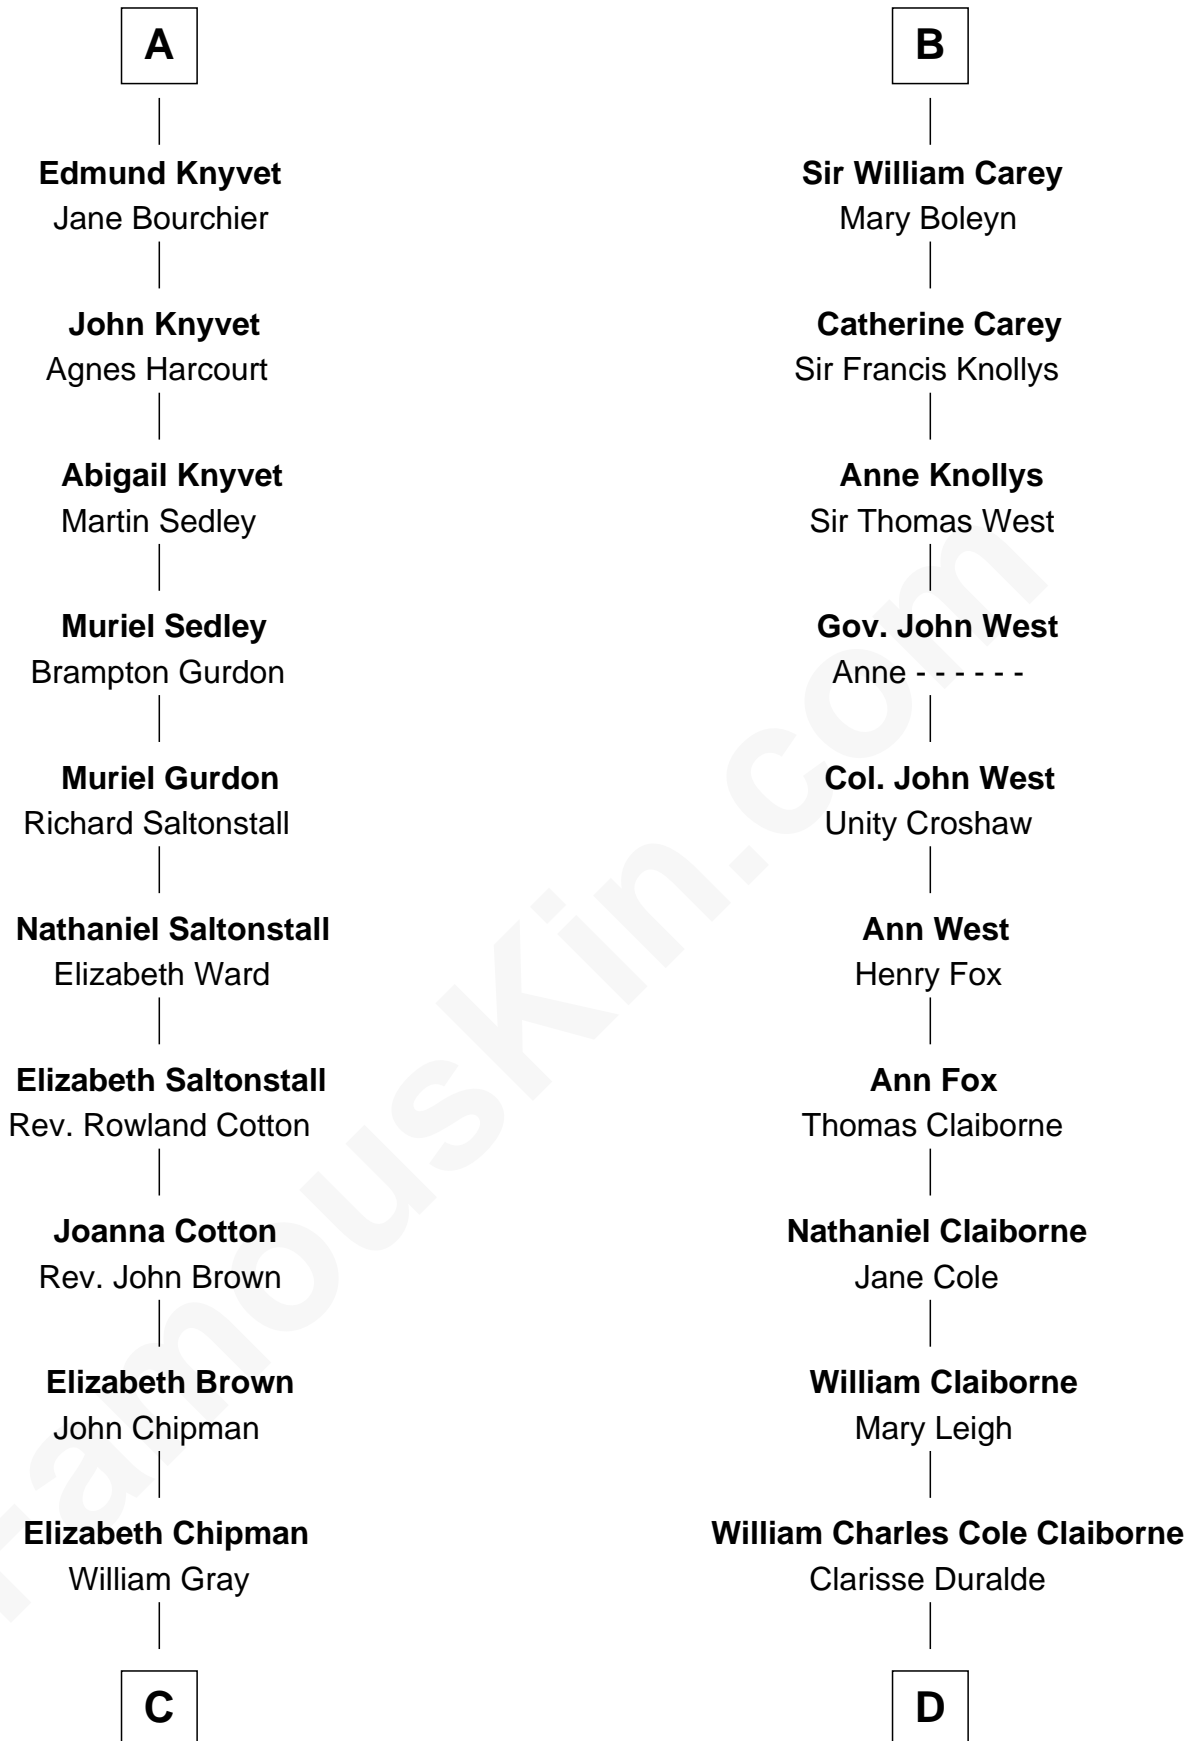 A
Edmund Knyvet
Jane Bourchier
John Knyvet
Agnes Harcourt
Abigail Knyvet
Martin Sedley
Muriel Sedley
Brampton Gurdon
Muriel Gurdon
Richard Saltonstall
Nathaniel Saltonstall
Elizabeth Ward
Elizabeth Saltonstall
Rev. Rowland Cotton
Joanna Cotton
Rev. John Brown
Elizabeth Brown
John Chipman
Elizabeth Chipman
William Gray
C
B
Sir William Carey
Mary Boleyn
Catherine Carey
Sir Francis Knollys
Anne Knollys
Sir Thomas West
Gov. John West
Anne - - - - - -
Col. John West
Unity Croshaw
Ann West
Henry Fox
Ann Fox
Thomas Claiborne
Nathaniel Claiborne
Jane Cole
William Claiborne
Mary Leigh
William Charles Cole Claiborne
Clarisse Duralde
D
FamousKin.com